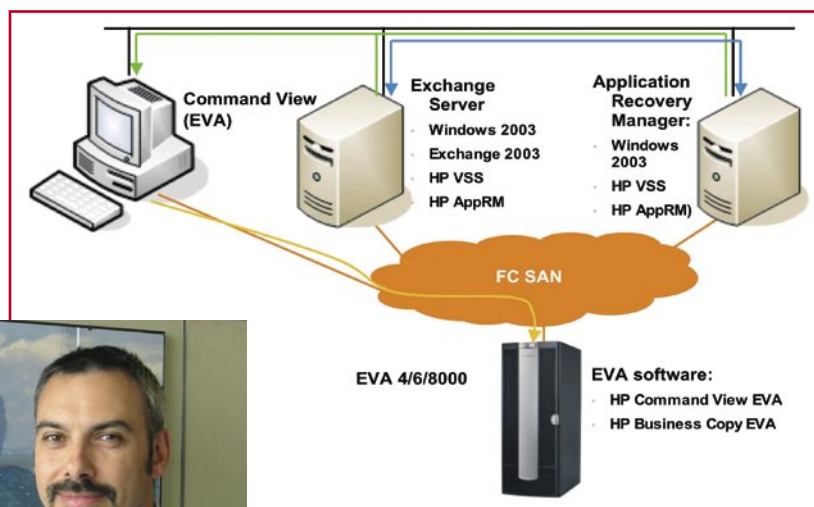 Command View
(EVA)
Exchange
Server
· Windows 2003
· Exchange 2003
· HP VSS
· HP AppRM
Application
Recovery
Manager:
· Windows
2003
· HP VSS
· HP AppRM)
FC SAN
EVA 4/6/8000
EVA software:
· HP Command View EVA
· HP Business Copy EVA